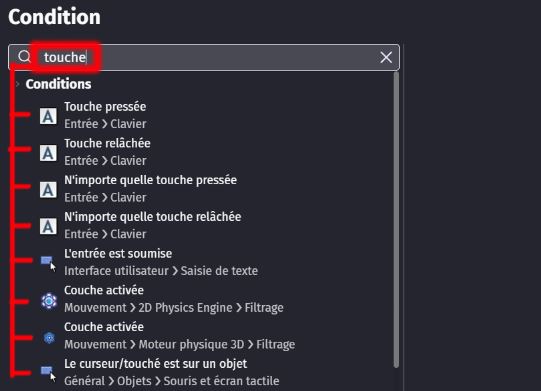 Condition
touche
Conditions
Touche pressée
Entrée > Clavier
Touche relâchée
Entrée > Clavier
N'importe quelle touche pressée
Entrée > Clavier
N'importe quelle touche relâchée
Entrée > Clavier
L'entrée est soumise
Interface utilisateur > Saisie de texte
Couche activée
Mouvement > 2D Physics Engine > Filtrage
Couche activée
Mouvement > Moteur physique 3D > Filtrage
Le curseur/touché est sur un objet
Général > Objets > Souris et écran tactile